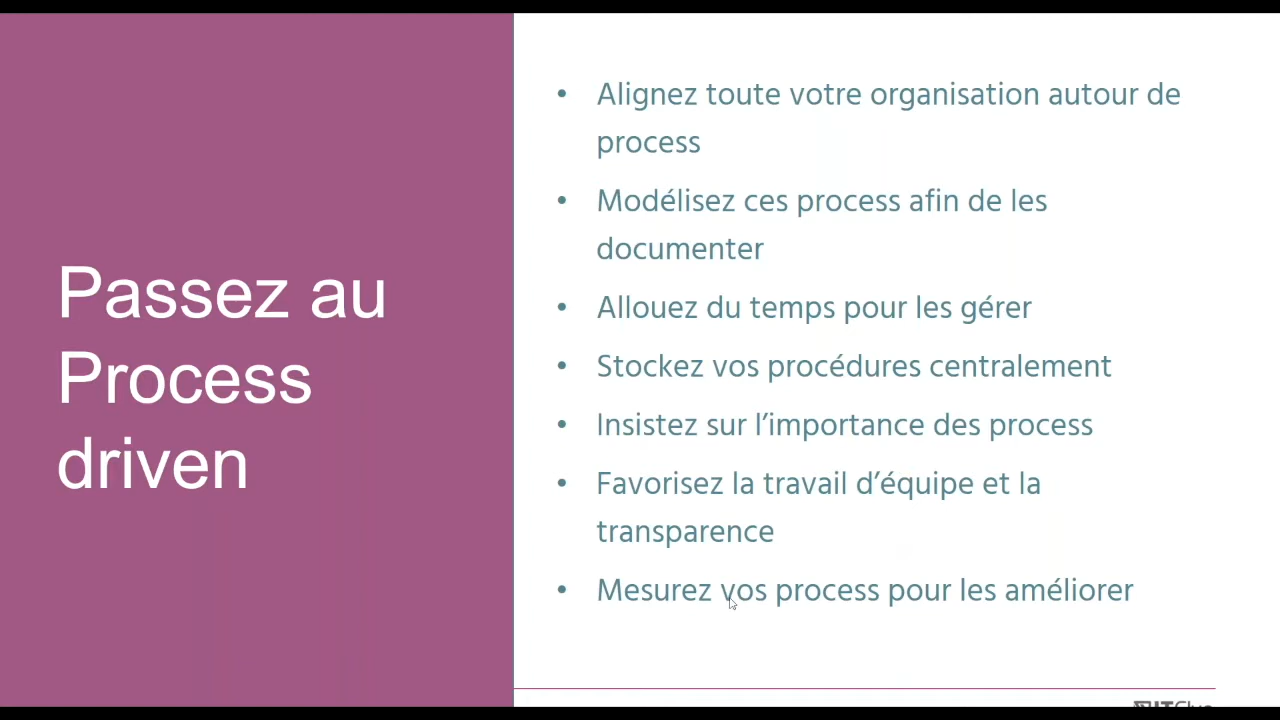 Passez au
Process
driven
• Alignez toute votre organisation autour de
process
• Modélisez ces process afin de les
documenter
• Allouez du temps pour les gérer
• Stockez vos procédures centralement
• Insistez sur l’importance des process
• Favorisez la travail d’équipe et la
transparence
• Mesurez vos process pour les améliorer